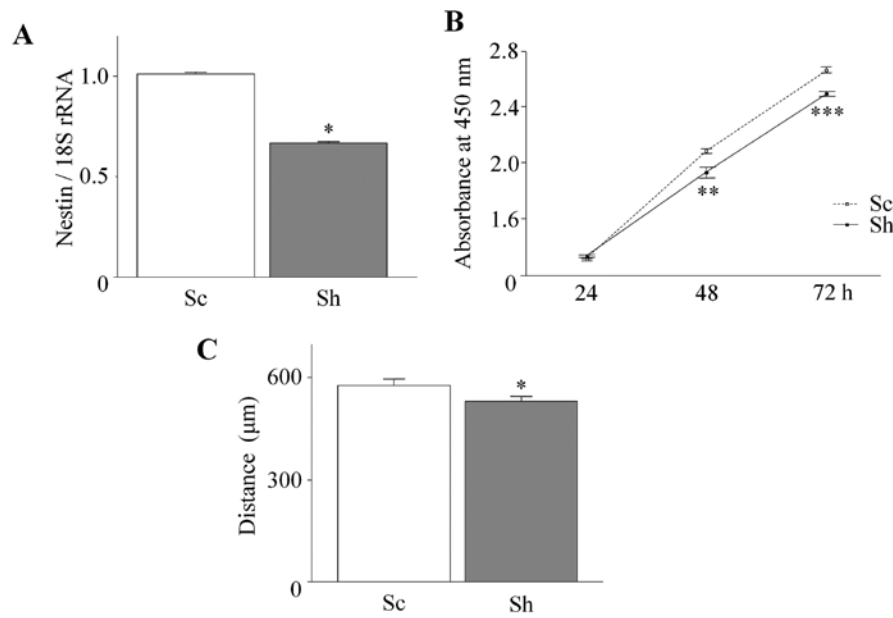 A
Nestin / 18S rRNA
1.0
0.5
0
*
Sc
Sh
B
Absorbance at 450 nm
2.8
2.4
2.0
1.6
0
**
***
Sc
Sh
24
48
72 h
C
Distance (μm)
600
300
0
*
Sc
Sh